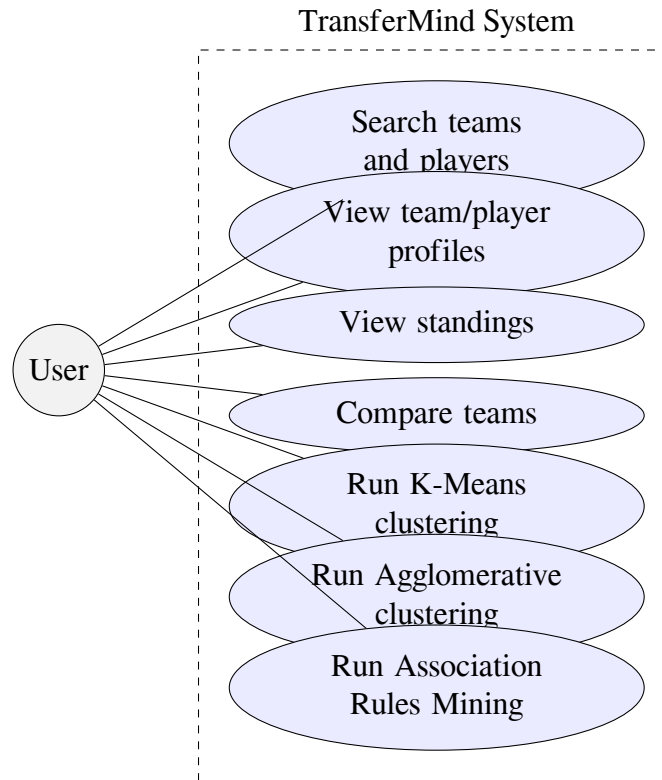 TransferMind System
Search teams
and players
View team/player
profiles
View standings
User
Compare teams
Run K-Means
clustering
Run Agglomerative
clustering
Run Association
Rules Mining